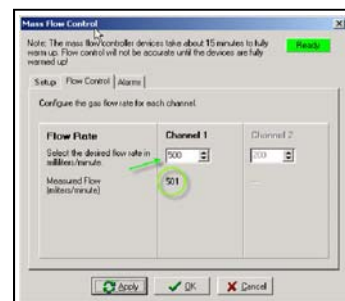 Mass Flow Control
Note: The mass flow controller devices take about 15 minutes to fully
warm up. Flow control will not be accurate until the devices are fully
warmed up!
Ready
Setup Flow Control Alarms
Configure the gas flow rate for each channel.
Flow Rate Channel 1 Channel 2
Select the desired flow rate in 500 200
milliliters/minute
Measured Flow 501 ---
(mliters/minute)
Apply OK Cancel